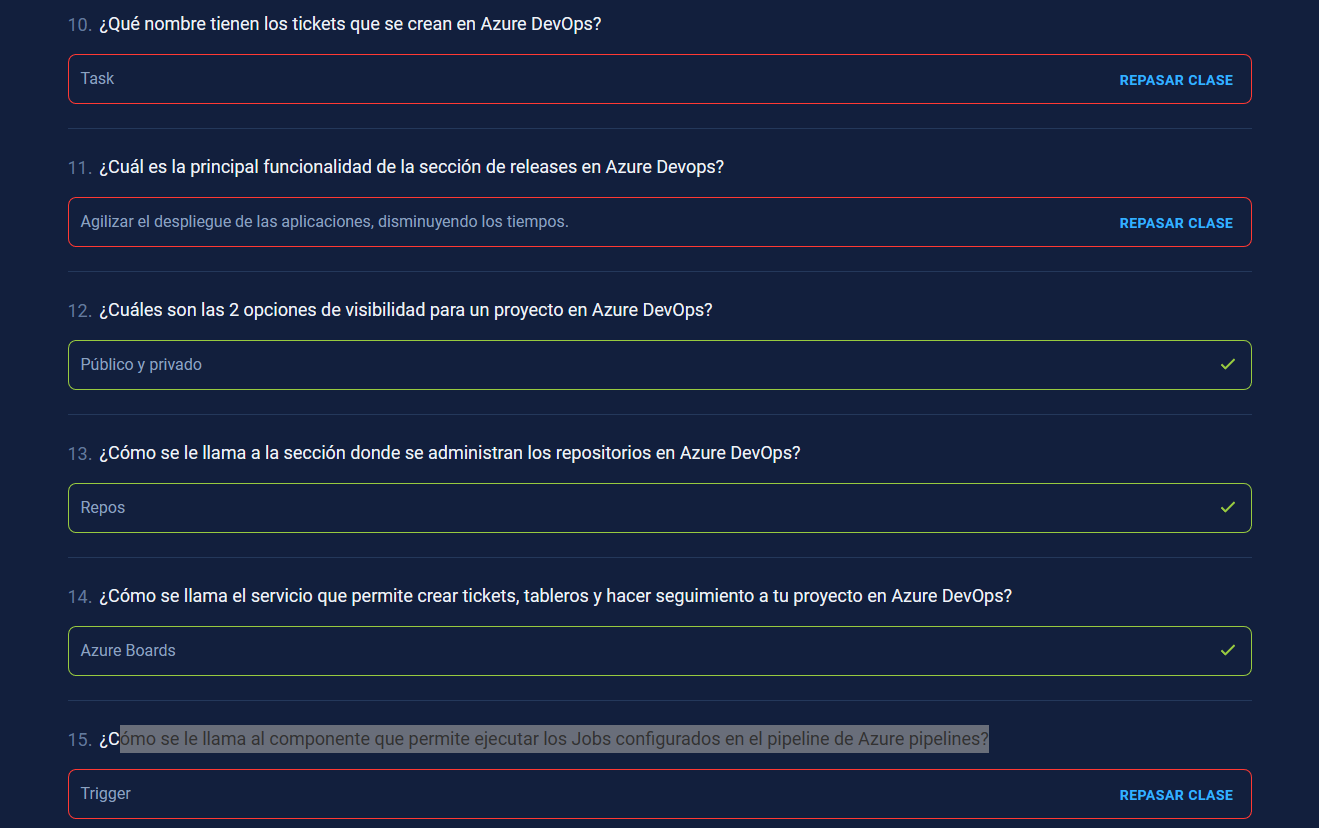 10. ¿Qué nombre tienen los tickets que se crean en Azure DevOps?
Task REPASAR CLASE
11. ¿Cuál es la principal funcionalidad de la sección de releases en Azure Devops?
Agilizar el despliegue de las aplicaciones, disminuyendo los tiempos. REPASAR CLASE
12. ¿Cuáles son las 2 opciones de visibilidad para un proyecto en Azure DevOps?
Público y privado
13. ¿Cómo se le llama a la sección donde se administran los repositorios en Azure DevOps?
Repos
14. ¿Cómo se llama el servicio que permite crear tickets, tableros y hacer seguimiento a tu proyecto en Azure DevOps?
Azure Boards
15. ¿Cómo se le llama al componente que permite ejecutar los Jobs configurados en el pipeline de Azure pipelines?
Trigger REPASAR CLASE